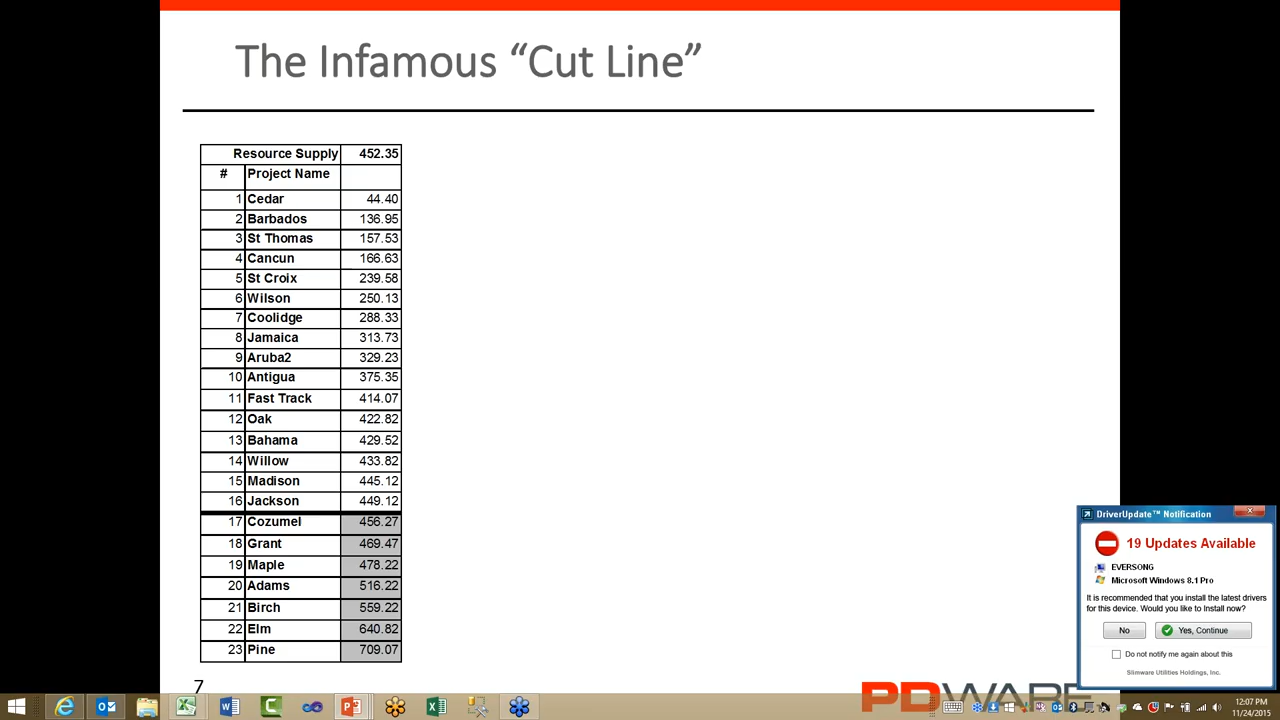 The Infamous “Cut Line”
Resource Supply 452.35
# Project Name
1 Cedar 44.40
2 Barbados 136.95
3 St Thomas 157.53
4 Cancun 166.63
5 St Croix 239.58
6 Wilson 250.13
7 Coolidge 288.33
8 Jamaica 313.73
9 Aruba2 329.23
10 Antigua 375.35
11 Fast Track 414.07
12 Oak 422.82
13 Bahama 429.52
14 Willow 433.82
15 Madison 445.12
16 Jackson 449.12
17 Cozumel 456.27
18 Grant 469.47
19 Maple 478.22
20 Adams 516.22
21 Birch 559.22
22 Elm 640.82
23 Pine 709.07
7
PDWARE
DriverUpdate™ Notification
19 Updates Available
EVERSONG
Microsoft Windows 8.1 Pro
It is recommended that you install the latest drivers
for this device. Would you like to Install now?
No Yes, Continue
Do not notify me again about this
Slimware Utilities Holdings, Inc.
12:07 PM
11/24/2015